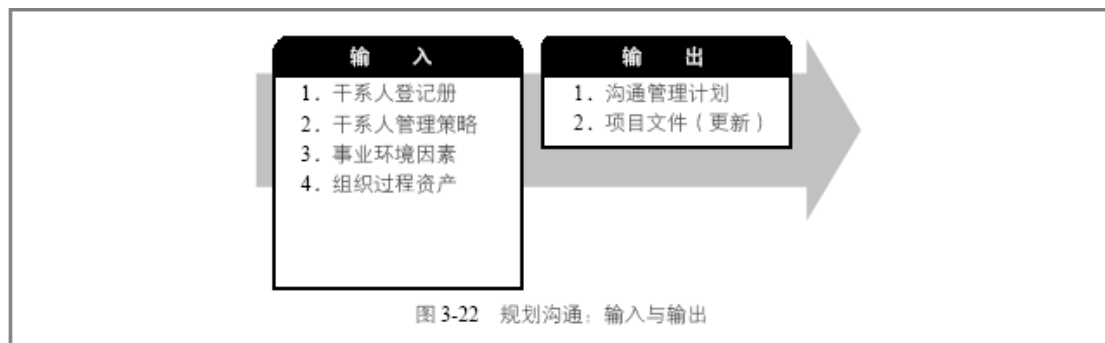 输 入
1. 干系人登记册
2. 干系人管理策略
3. 事业环境因素
4. 组织过程资产
输 出
1. 沟通管理计划
2. 项目文件（更新）
图 3-22 规划沟通：输入与输出